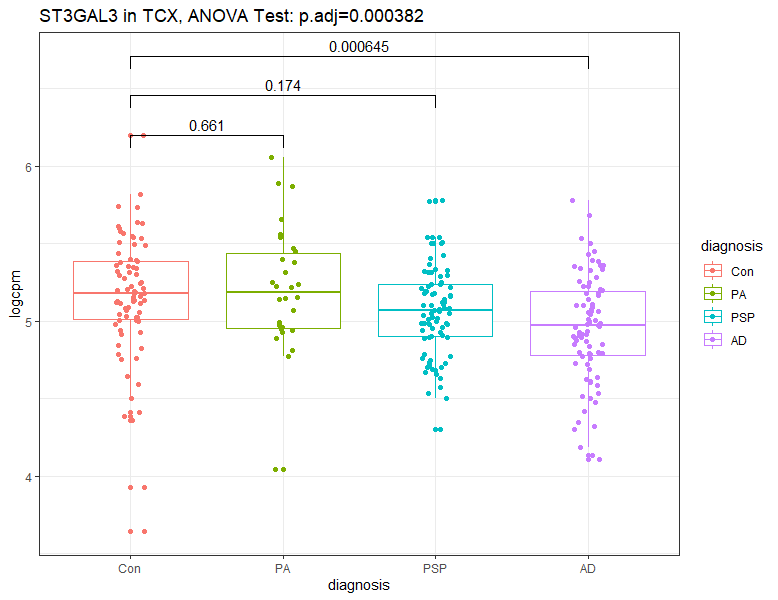 ST3GAL3 in TCX, ANOVA Test: p.adj=0.000382
0.000645
0.174
0.661
6
5
4
logcpm
Con PA PSP AD
diagnosis
diagnosis
Con
PA
PSP
AD